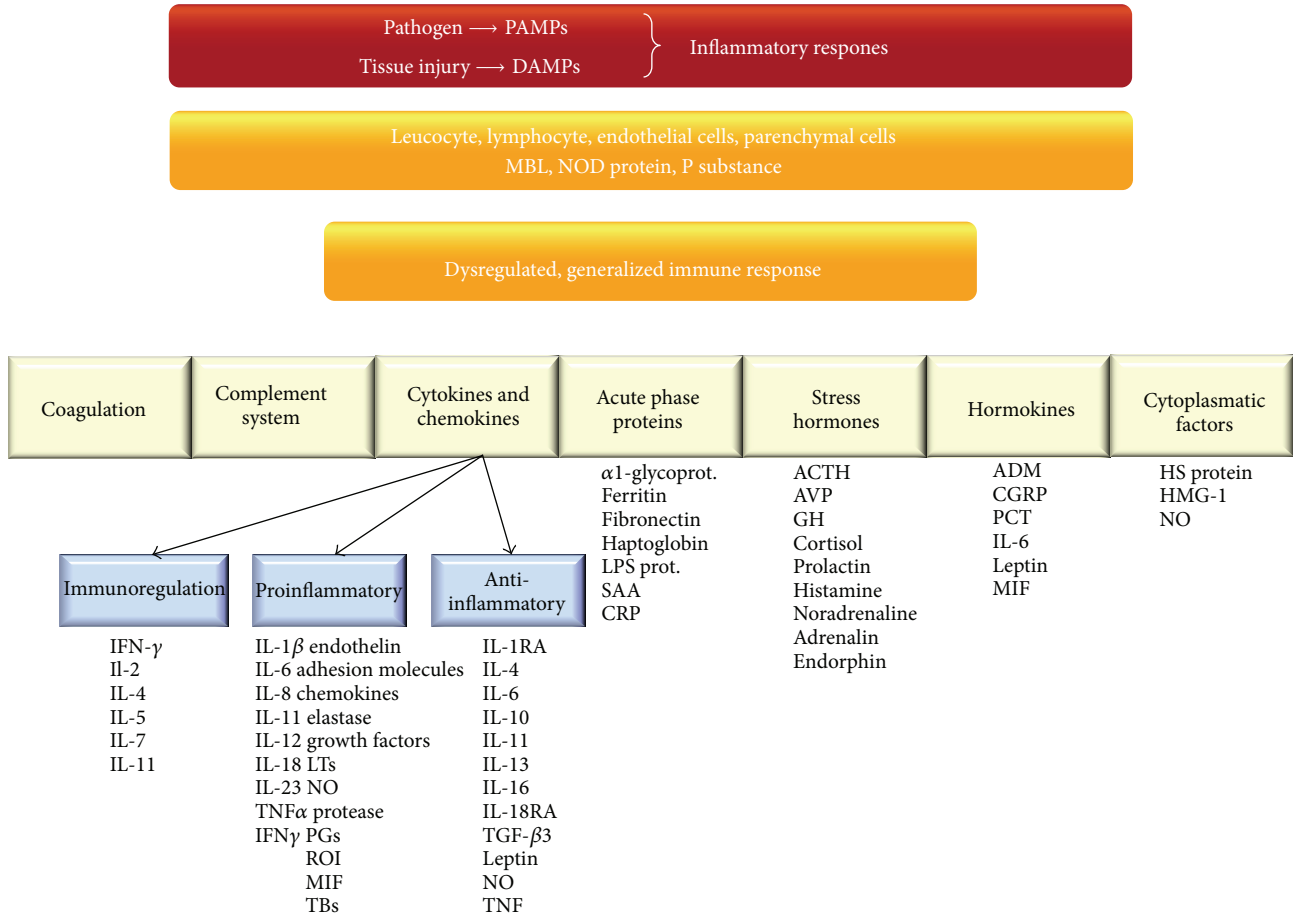 Pathogen → PAMPs
Tissue injury → DAMPs
Inflammatory respones
Leucocyte, lymphocyte, endothelial cells, parenchymal cells
MBL, NOD protein, P substance
Dysregulated, generalized immune response
Coagulation
Complement
system
Cytokines and
chemokines
Acute phase
proteins
Stress
hormones
Hormokines
Cytoplasmatic
factors
Immunoregulation
IFN-γ
Il-2
IL-4
IL-5
IL-7
IL-11
Proinflammatory
IL-1β endothelin
IL-6 adhesion molecules
IL-8 chemokines
IL-11 elastase
IL-12 growth factors
IL-18 LTs
IL-23 NO
TNFα protease
IFNγ PGs
ROI
MIF
TBs
Anti-
inflammatory
IL-1RA
IL-4
IL-6
IL-10
IL-11
IL-13
IL-16
IL-18RA
TGF-β3
Leptin
NO
TNF
α1-glycoprot.
Ferritin
Fibronectin
Haptoglobin
LPS prot.
SAA
CRP
ACTH
AVP
GH
Cortisol
Prolactin
Histamine
Noradrenaline
Adrenalin
Endorphin
ADM
CGRP
PCT
IL-6
Leptin
MIF
HS protein
HMG-1
NO